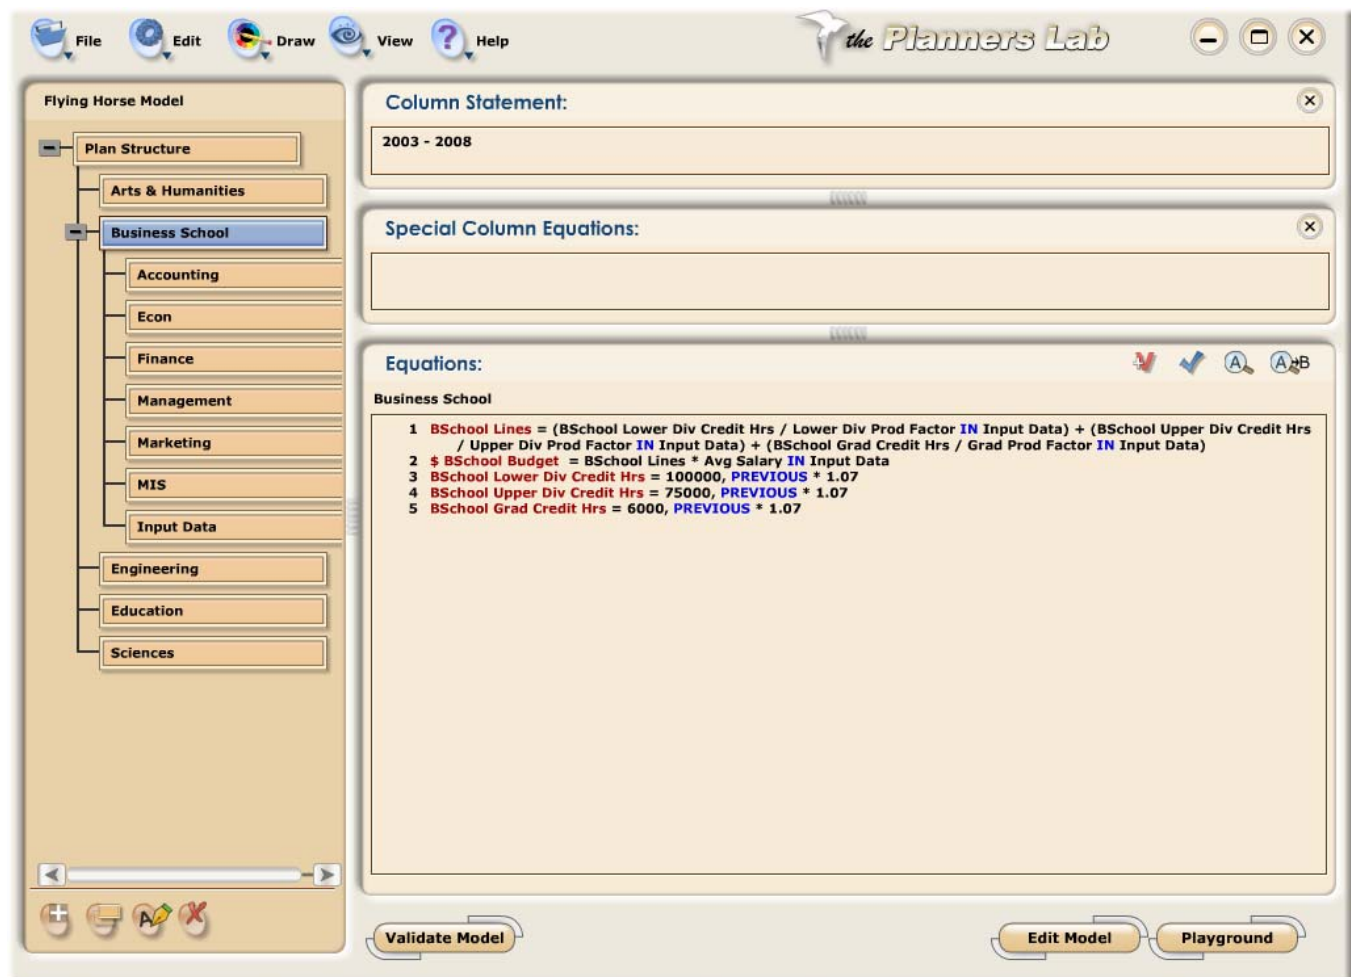 File Edit Draw View Help the Planners Lab
Flying Horse Model
Plan Structure
Arts & Humanities
Business School
Accounting
Econ
Finance
Management
Marketing
MIS
Input Data
Engineering
Education
Sciences
Column Statement:
2003 - 2008
Special Column Equations:
Equations:
A A B
Business School
1 BSchool Lines = (BSchool Lower Div Credit Hrs / Lower Div Prod Factor IN Input Data) + (BSchool Upper Div Credit Hrs
/ Upper Div Prod Factor IN Input Data) + (BSchool Grad Credit Hrs / Grad Prod Factor IN Input Data)
2 $ BSchool Budget = BSchool Lines * Avg Salary IN Input Data
3 BSchool Lower Div Credit Hrs = 100000, PREVIOUS * 1.07
4 BSchool Upper Div Credit Hrs = 75000, PREVIOUS * 1.07
5 BSchool Grad Credit Hrs = 6000, PREVIOUS * 1.07
A
Validate Model Edit Model Playground